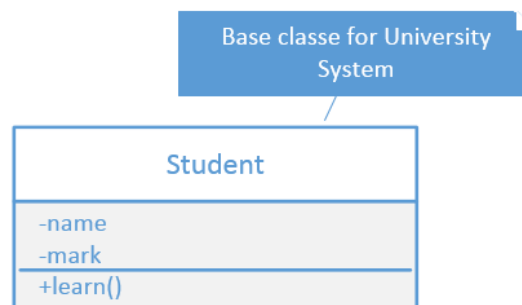 Base classe for University
System
Student
-name
-mark
+learn()